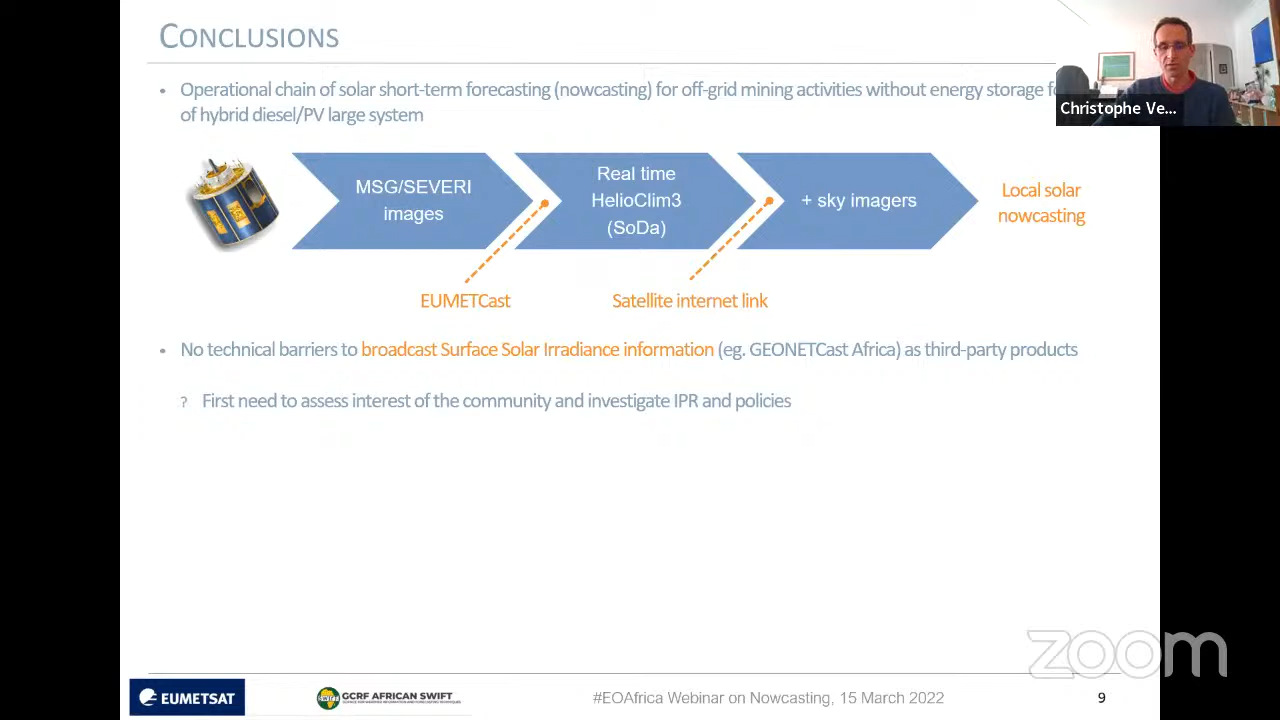 CONCLUSIONS
• Operational chain of solar short-term forecasting (nowcasting) for off-grid mining activities without energy storage
of hybrid diesel/PV large system
Christophe Ve...
MSG/SEVERI
images
Real time
HelioClim3
(SoDa)
+ sky imagers
Local solar
nowcasting
EUMETCast
Satellite internet link
• No technical barriers to broadcast Surface Solar Irradiance information (eg. GEONETCast Africa) as third-party products
? First need to assess interest of the community and investigate IPR and policies
zoom
EUMETSAT
GCRF AFRICAN SWIFT
#EOAfrica Webinar on Nowcasting, 15 March 2022
9